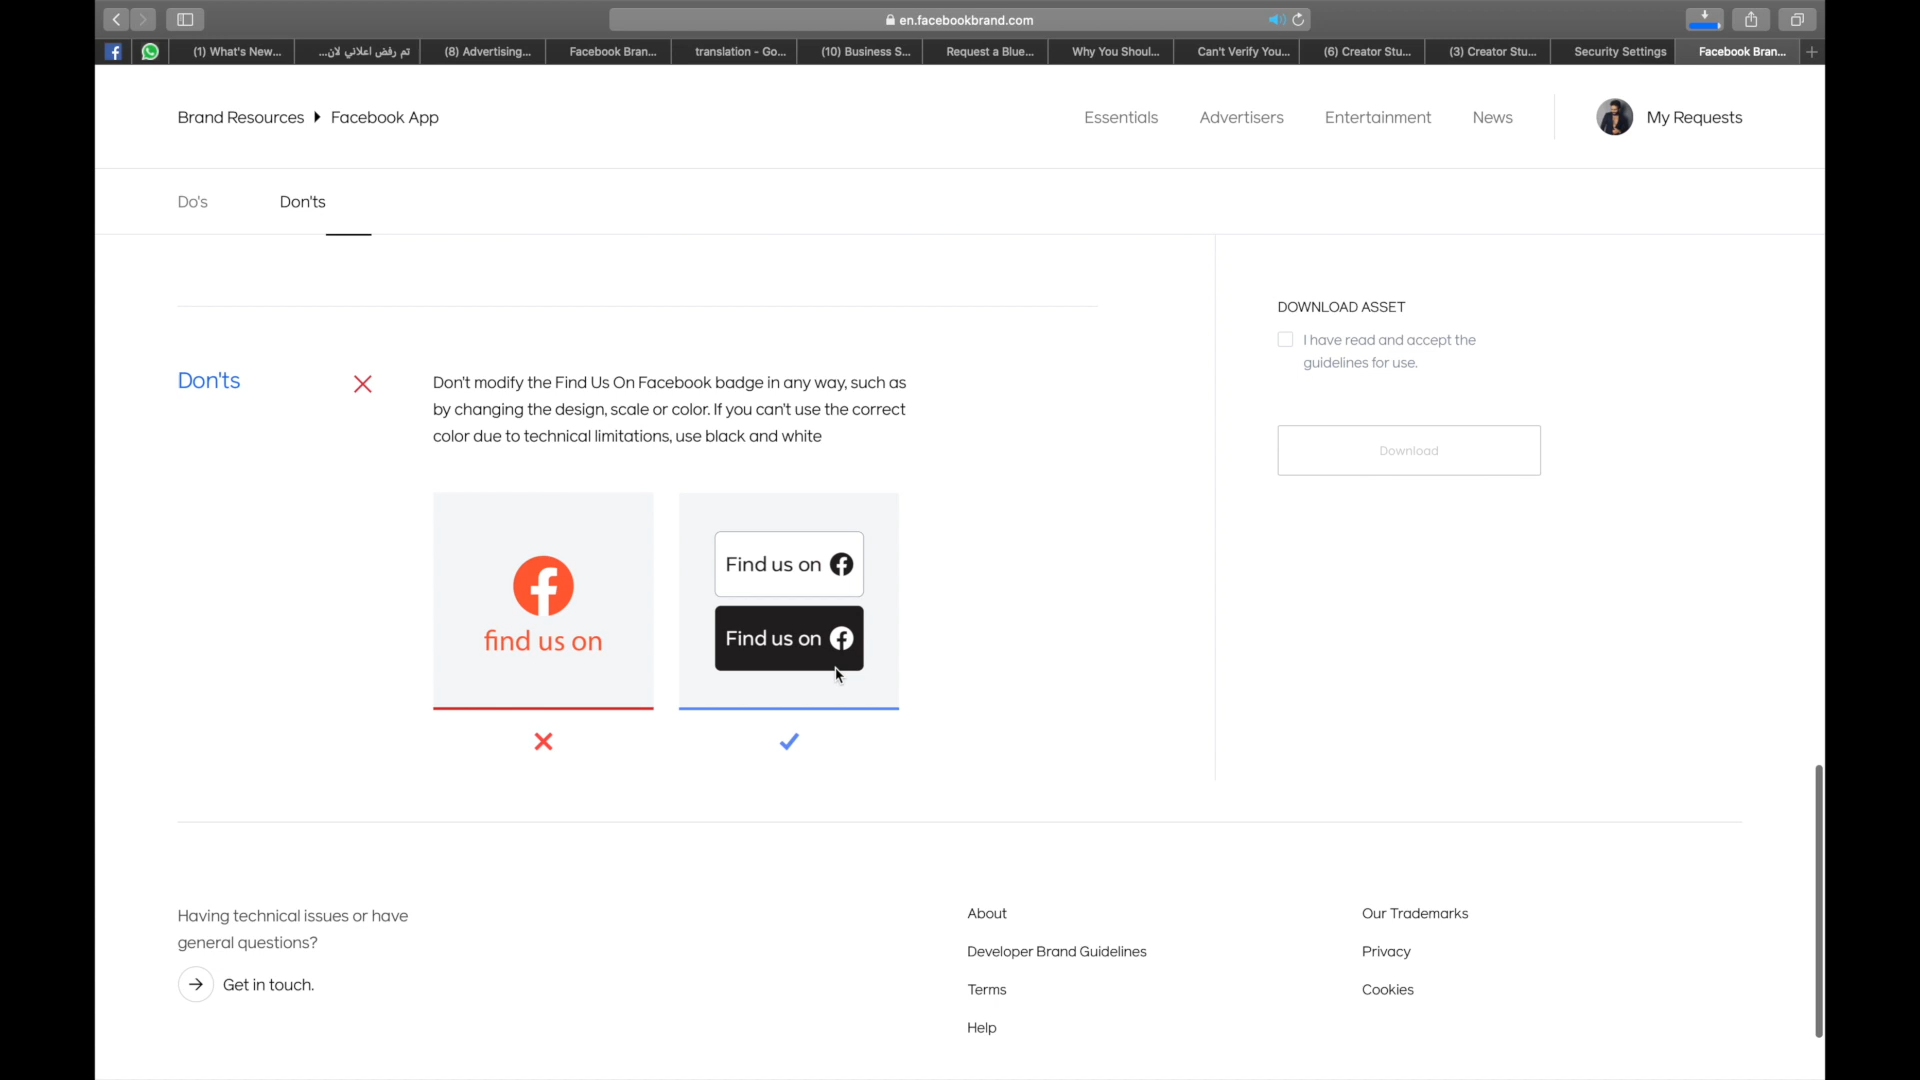 en.facebookbrand.com
(1) What's New...
تم رفض اعلاني لان...
(8) Advertising...
Facebook Bran...
translation - Go...
(10) Business S...
Request a Blue...
Why You Shoul...
Can't Verify You...
(6) Creator Stu...
(3) Creator Stu...
Security Settings
Facebook Bran...
Brand Resources
Facebook App
Essentials
Advertisers
Entertainment
News
My Requests
Do's
Don'ts
DOWNLOAD ASSET
I have read and accept the
guidelines for use.
Download
Don'ts
Don't modify the Find Us On Facebook badge in any way, such as
by changing the design, scale or color. If you can't use the correct
color due to technical limitations, use black and white
find us on
Find us on
Find us on
Having technical issues or have
general questions?
Get in touch.
About
Developer Brand Guidelines
Terms
Help
Our Trademarks
Privacy
Cookies